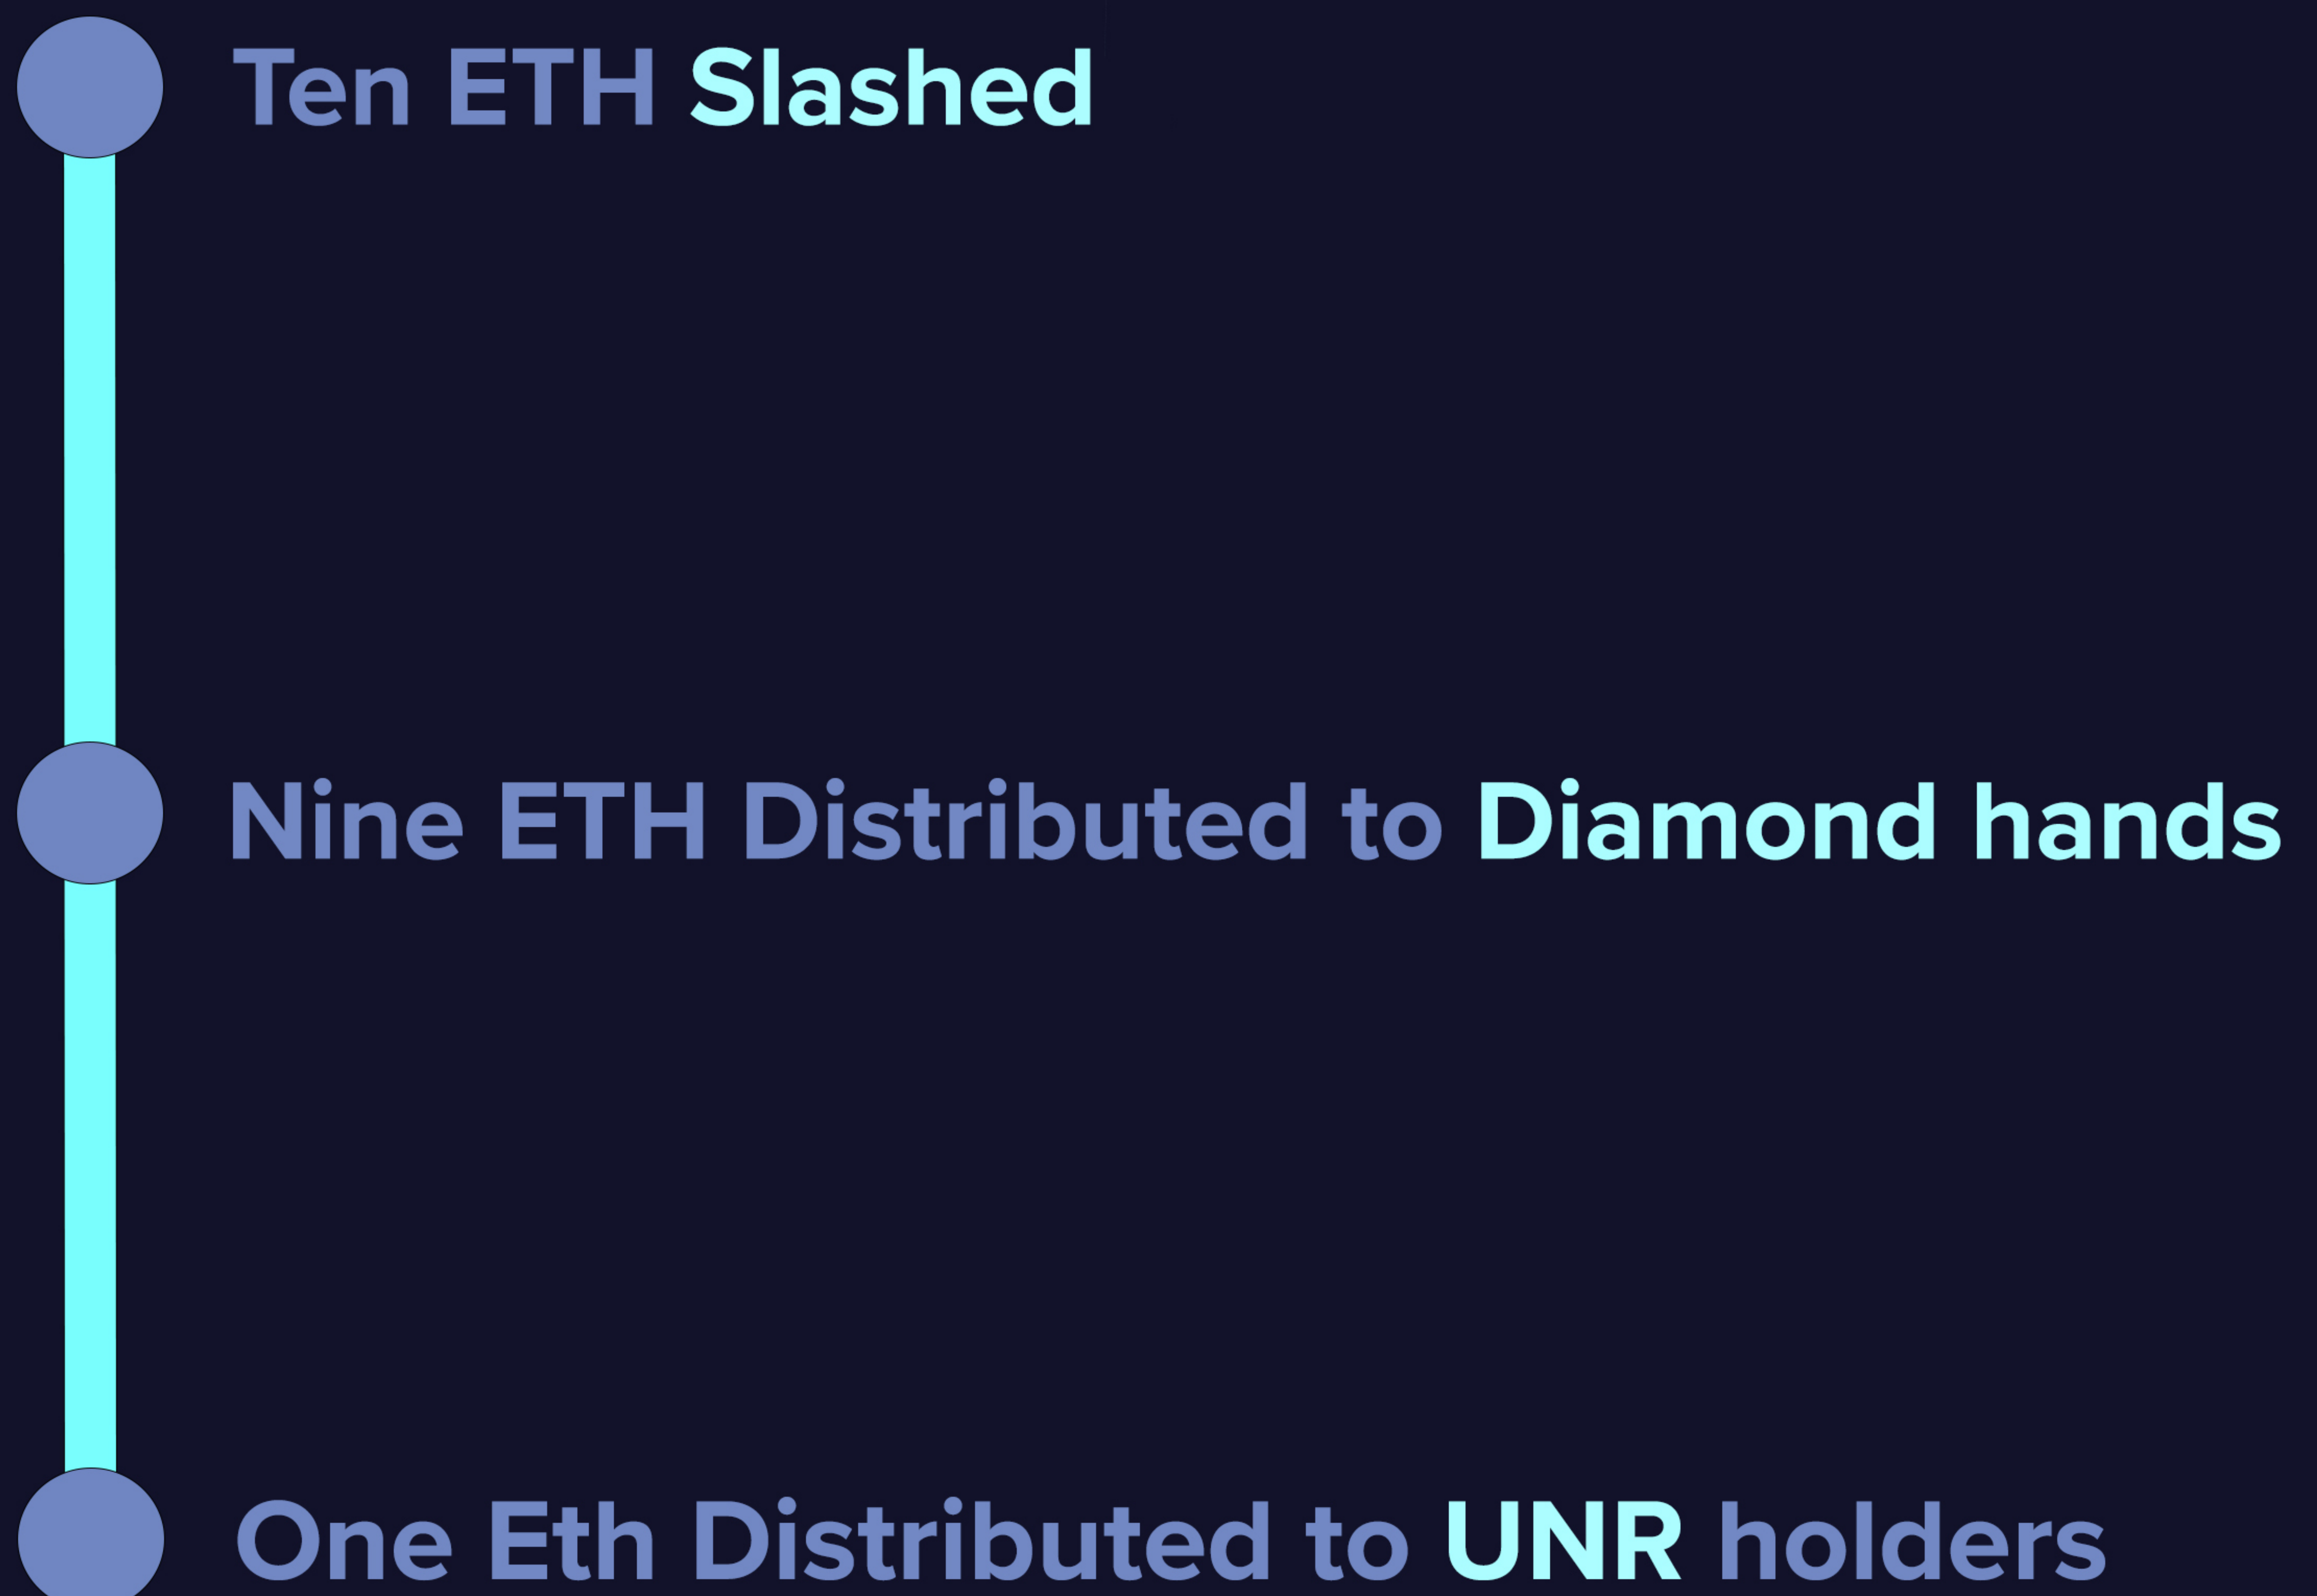 Ten ETH Slashed
Nine ETH Distributed to Diamond hands
One Eth Distributed to UNR holders